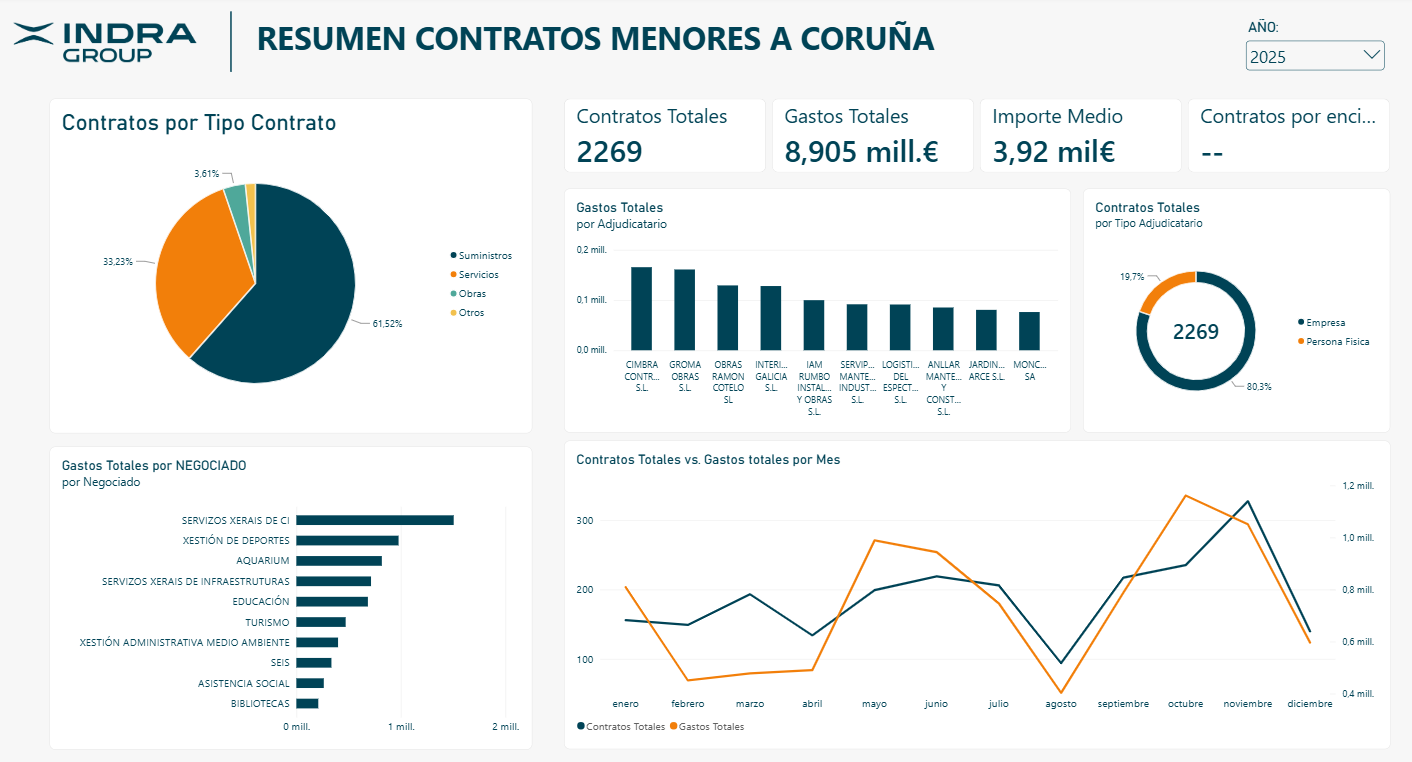 INDRA
GROUP
RESUMEN CONTRATOS MENORES A CORUÑA
AÑO:
2025
Contratos por Tipo Contrato
3,61%
33,23%
61,52%
Suministros
Servicios
Obras
Otros
Contratos Totales
2269
Gastos Totales
8,905 mill.€
Importe Medio
3,92 mil€
Contratos por enci...
--
Gastos Totales
por Adjudicatario
0,2 mill.
0,1 mill.
0,0 mill.
CIMBRA
CONTR...
S.L.
GROMA
OBRAS
S.L.
OBRAS
RAMON
COTELO
SL
INTERI...
GALICIA
S.L.
IAM
RUMBO
INSTAL...
Y OBRAS
S.L.
SERVIP...
MANTE...
INDUST...
S.L.
LOGISTI...
DEL
ESPECT...
S.L.
ANLLAR
MANTE...
Y
CONST...
S.L.
JARDIN...
ARCE S.L.
MONC...
SA
Contratos Totales
por Tipo Adjudicatario
19,7%
2269
80,3%
Empresa
Persona Fisica
Gastos Totales por NEGOCIADO
por Negociado
SERVIZOS XERAIS DE CI
XESTIÓN DE DEPORTES
AQUARIUM
SERVIZOS XERAIS DE INFRAESTRUTURAS
EDUCACIÓN
TURISMO
XESTIÓN ADMINISTRATIVA MEDIO AMBIENTE
SEIS
ASISTENCIA SOCIAL
BIBLIOTECAS
0 mill.
1 mill.
2 mill.
Contratos Totales vs. Gastos totales por Mes
300
200
100
1,2 mill.
1,0 mill.
0,8 mill.
0,6 mill.
0,4 mill.
enero
febrero
marzo
abril
mayo
junio
julio
agosto
septiembre
octubre
noviembre
diciembre
Contratos Totales
Gastos Totales